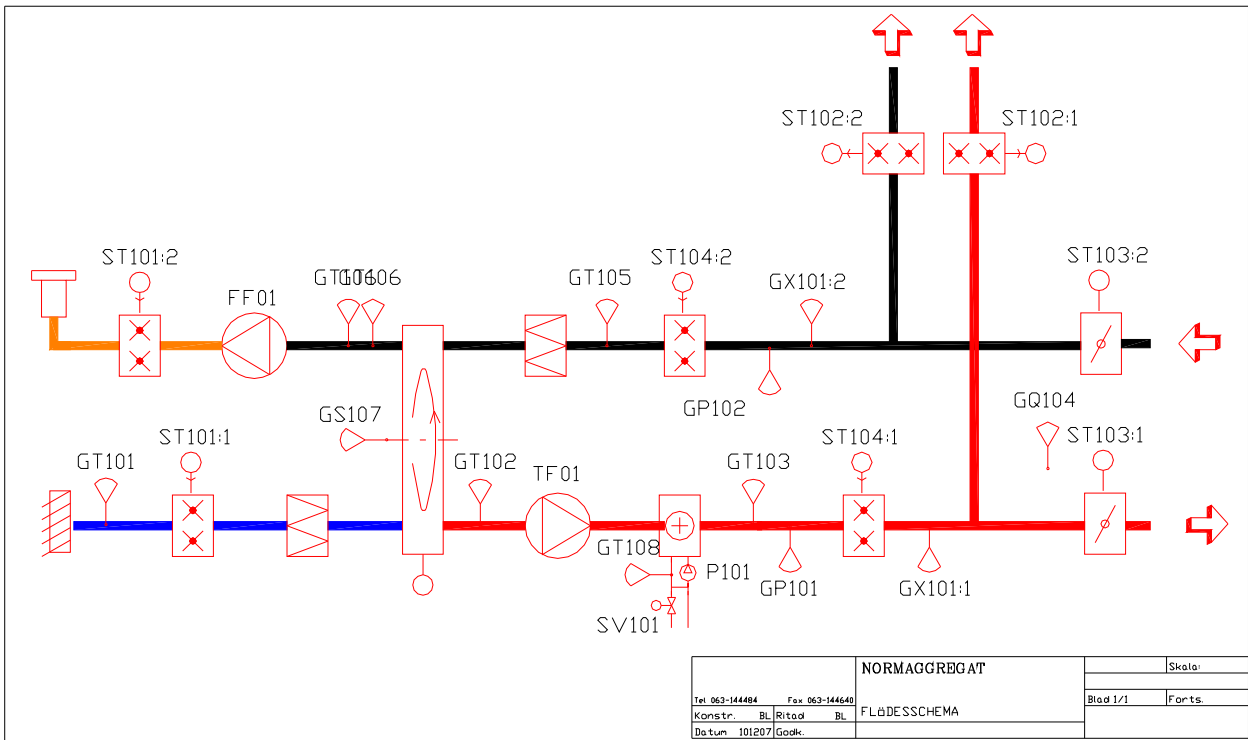 ST102:2
ST102:1
ST101:2
FF01
GT106
GT106
GT105
ST104:2
GX101:2
ST103:2
GP102
GQ104
GS107
GT101
ST101:1
GT102
TF01
GT103
ST104:1
ST103:1
GT108
P101
GP101
GX101:1
SV101
NORMAGGREGAT
Skala:
Tel 063-144484 Fax 063-144640
FLÖDESSCHEMA
Blad 1/1 Forts.
Konstr. BL Ritad BL
Datum 101207 Godk.